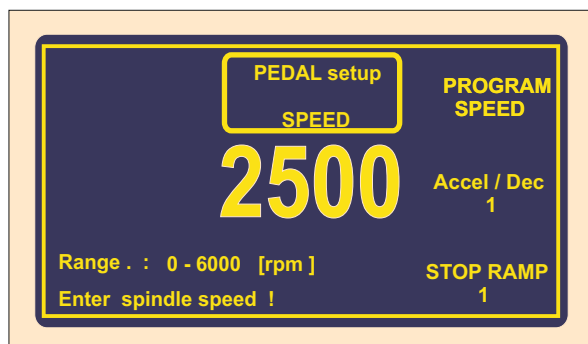 PEDAL setup
SPEED
2500
PROGRAM
SPEED
Accel / Dec
1
Range . : 0 - 6000 [rpm ]
Enter spindle speed !
STOP RAMP
1